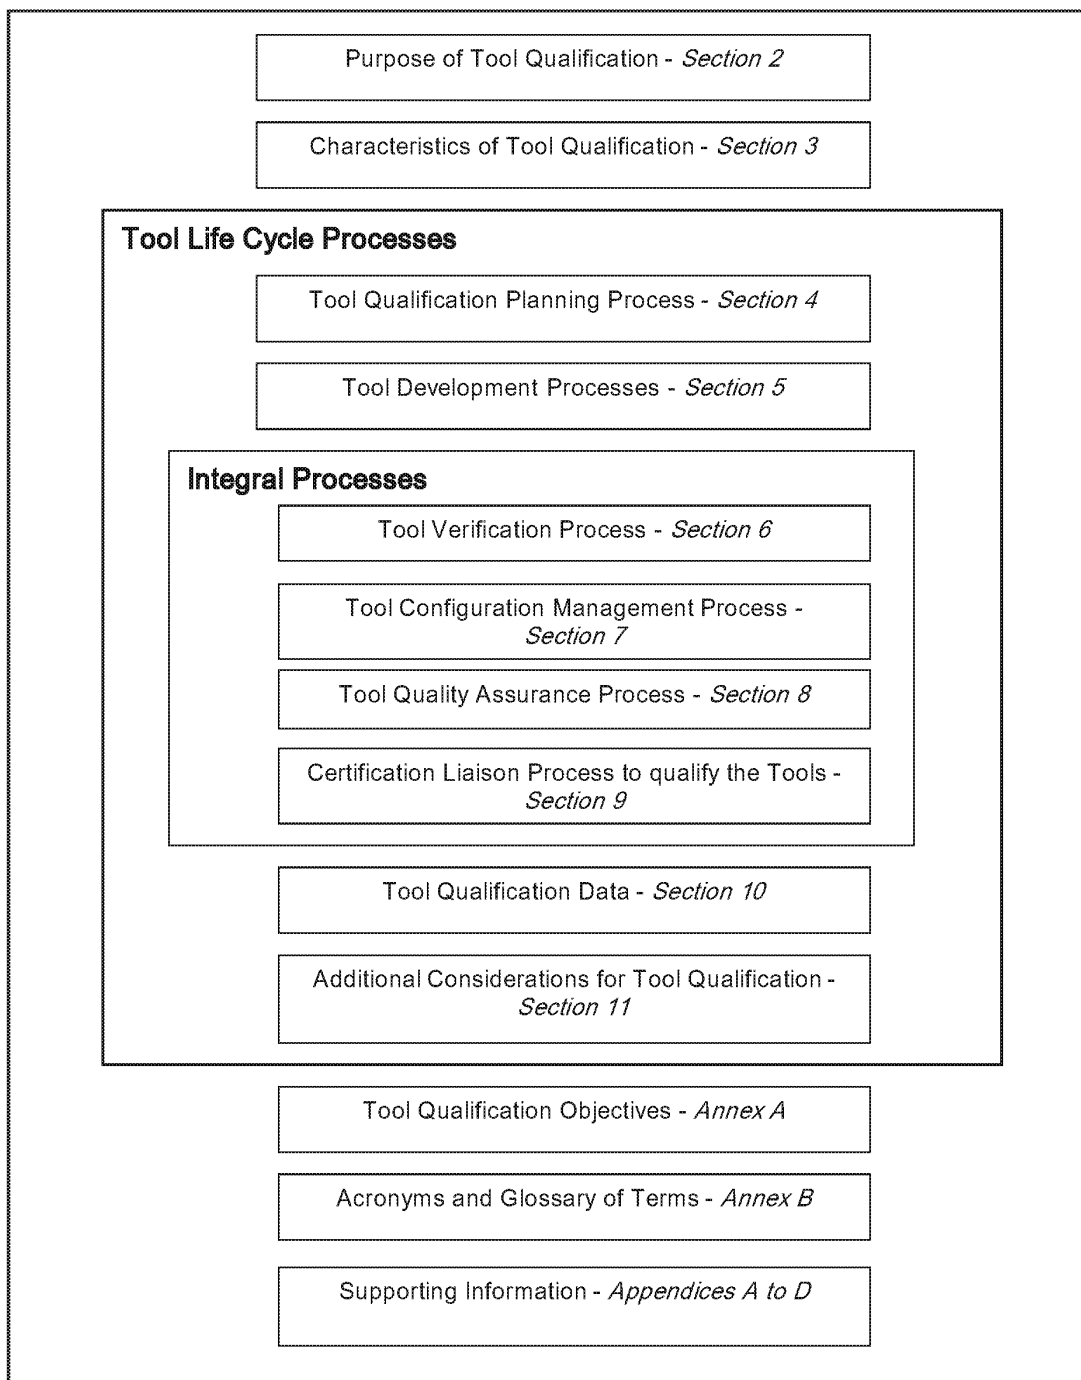 Purpose of Tool Qualification - Section 2
Characteristics of Tool Qualification - Section 3
Tool Life Cycle Processes
Tool Qualification Planning Process - Section 4
Tool Development Processes - Section 5
Integral Processes
Tool Verification Process - Section 6
Tool Configuration Management Process -
Section 7
Tool Quality Assurance Process - Section 8
Certification Liaison Process to qualify the Tools -
Section 9
Tool Qualification Data - Section 10
Additional Considerations for Tool Qualification -
Section 11
Tool Qualification Objectives - Annex A
Acronyms and Glossary of Terms - Annex B
Supporting Information - Appendices A to D